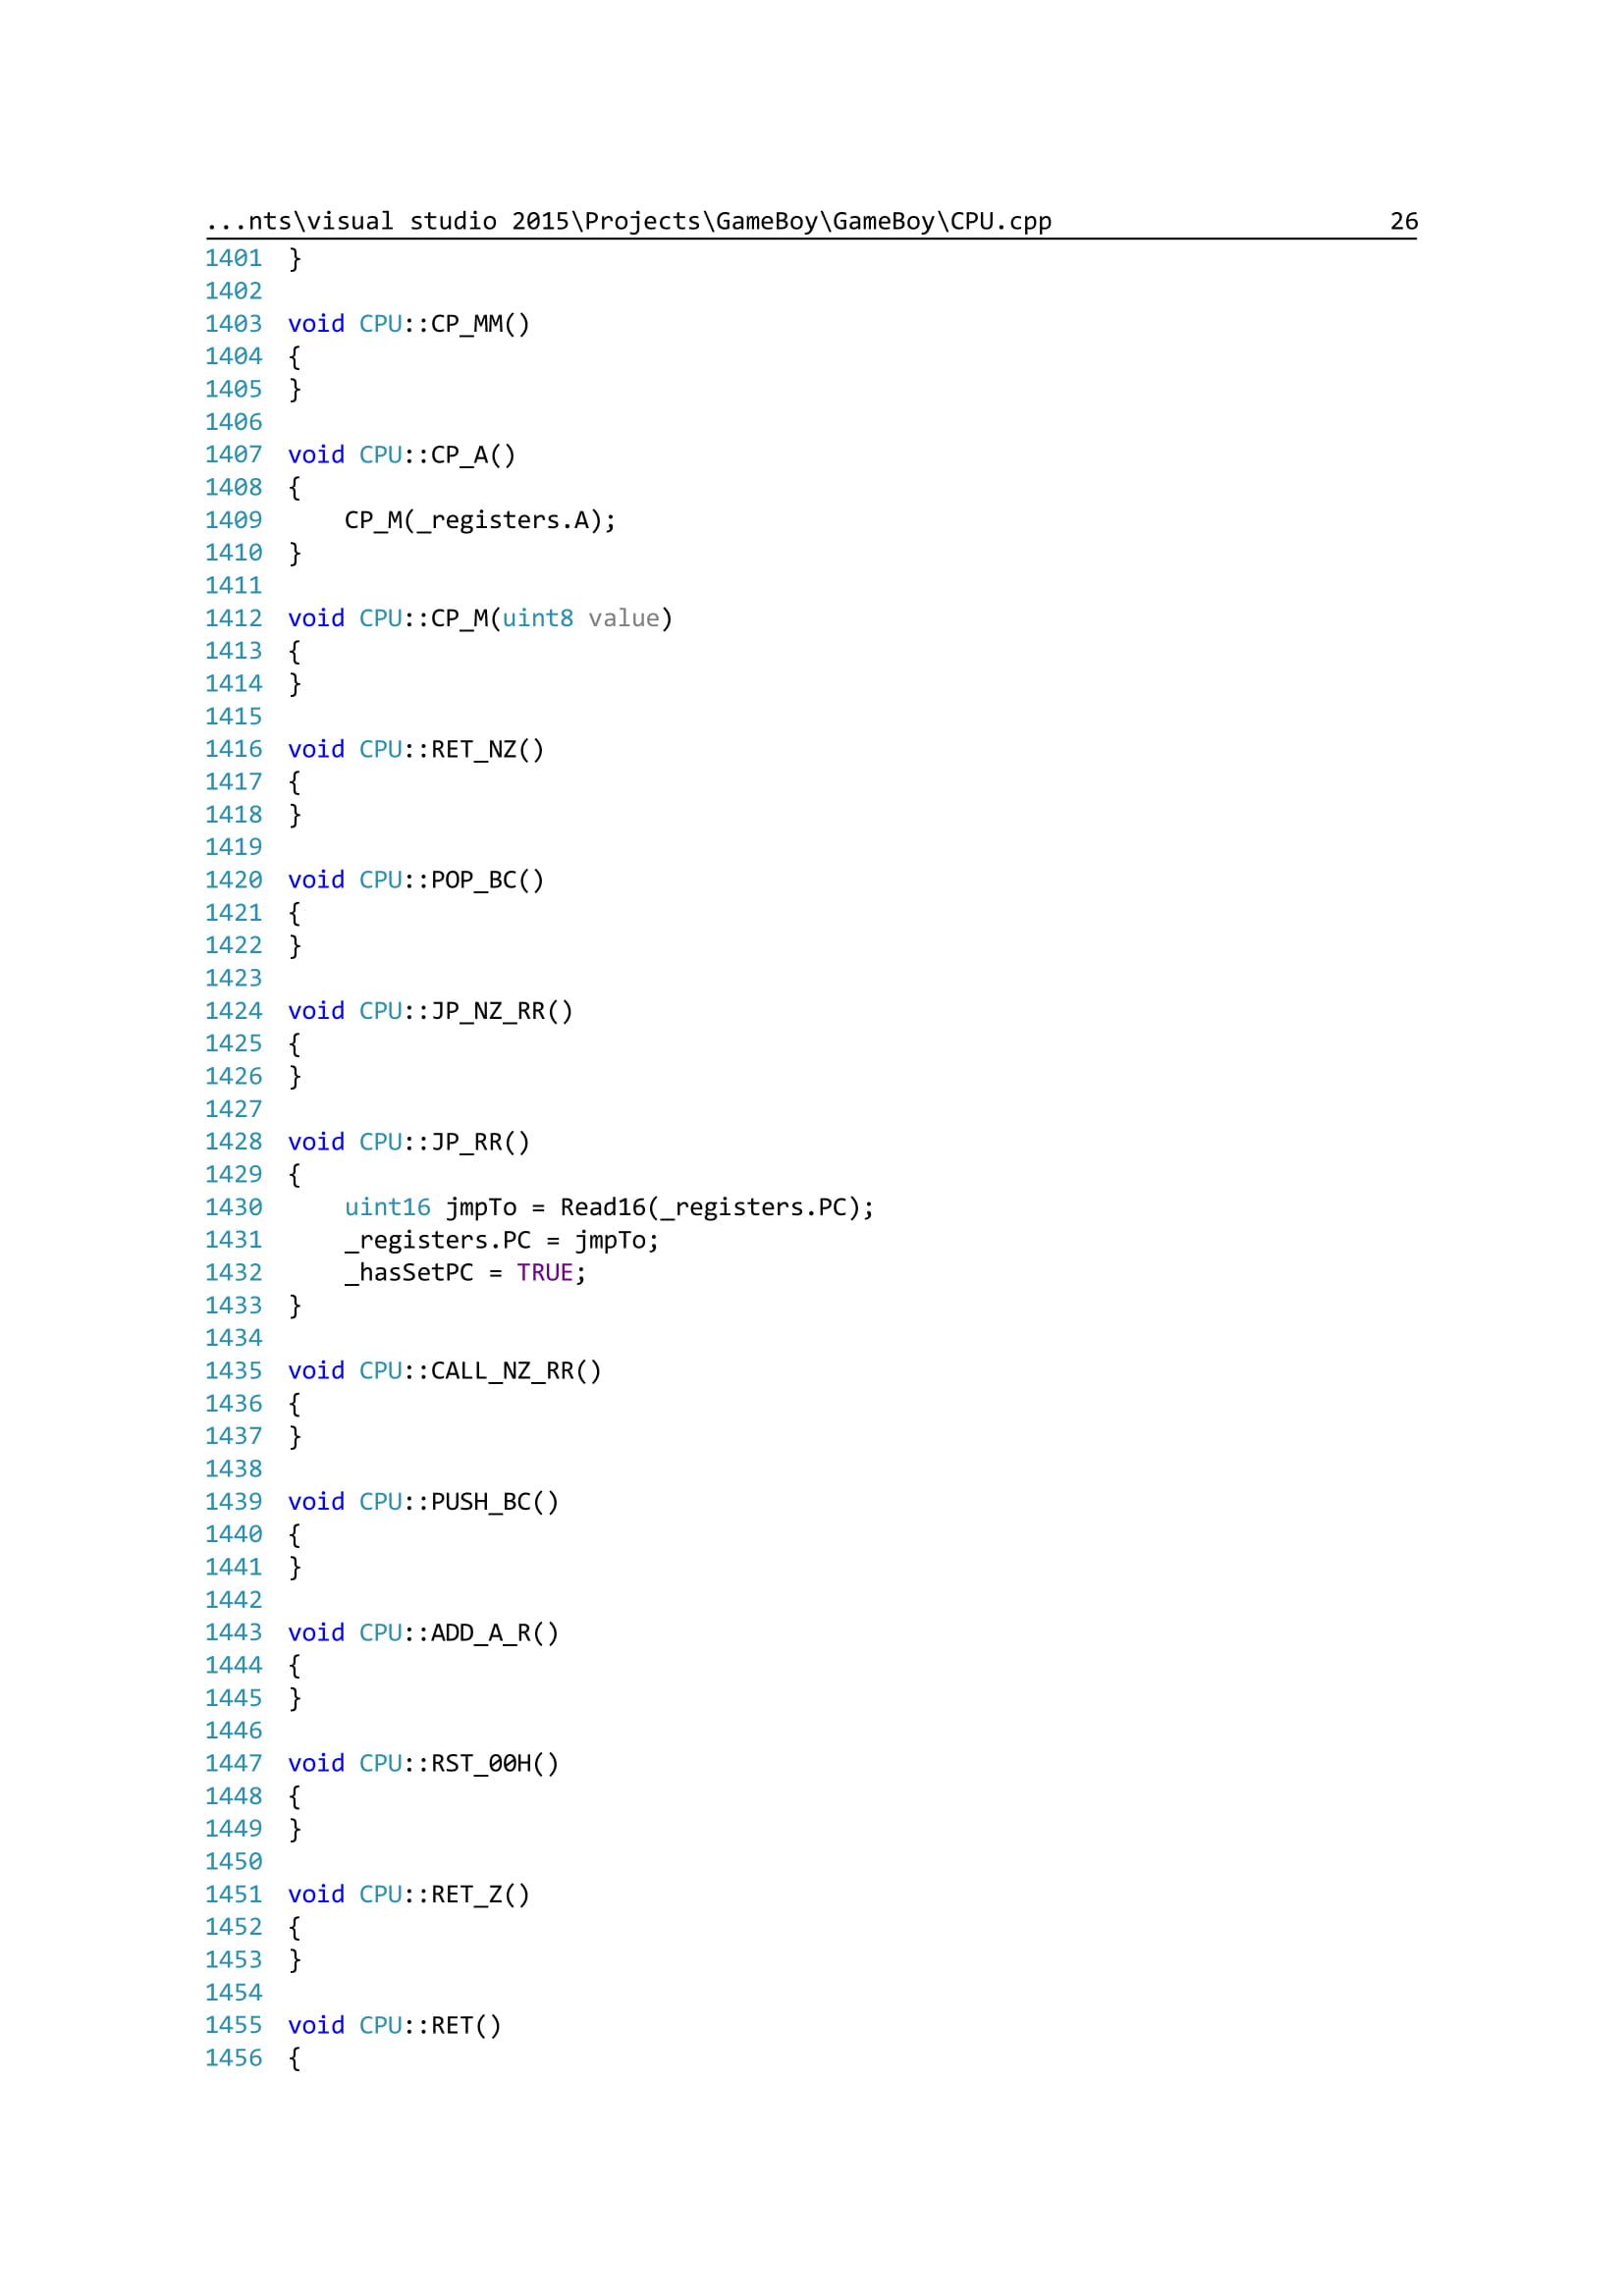 ...nts\visual studio 2015\Projects\GameBoy\GameBoy\CPU.cpp 26
1401 }
1402
1403 void CPU::CP_MM()
1404 {
1405 }
1406
1407 void CPU::CP_A()
1408 {
1409     CP_M(_registers.A);
1410 }
1411
1412 void CPU::CP_M(uint8 value)
1413 {
1414 }
1415
1416 void CPU::RET_NZ()
1417 {
1418 }
1419
1420 void CPU::POP_BC()
1421 {
1422 }
1423
1424 void CPU::JP_NZ_RR()
1425 {
1426 }
1427
1428 void CPU::JP_RR()
1429 {
1430     uint16 jmpTo = Read16(_registers.PC);
1431     _registers.PC = jmpTo;
1432     _hasSetPC = TRUE;
1433 }
1434
1435 void CPU::CALL_NZ_RR()
1436 {
1437 }
1438
1439 void CPU::PUSH_BC()
1440 {
1441 }
1442
1443 void CPU::ADD_A_R()
1444 {
1445 }
1446
1447 void CPU::RST_00H()
1448 {
1449 }
1450
1451 void CPU::RET_Z()
1452 {
1453 }
1454
1455 void CPU::RET()
1456 {